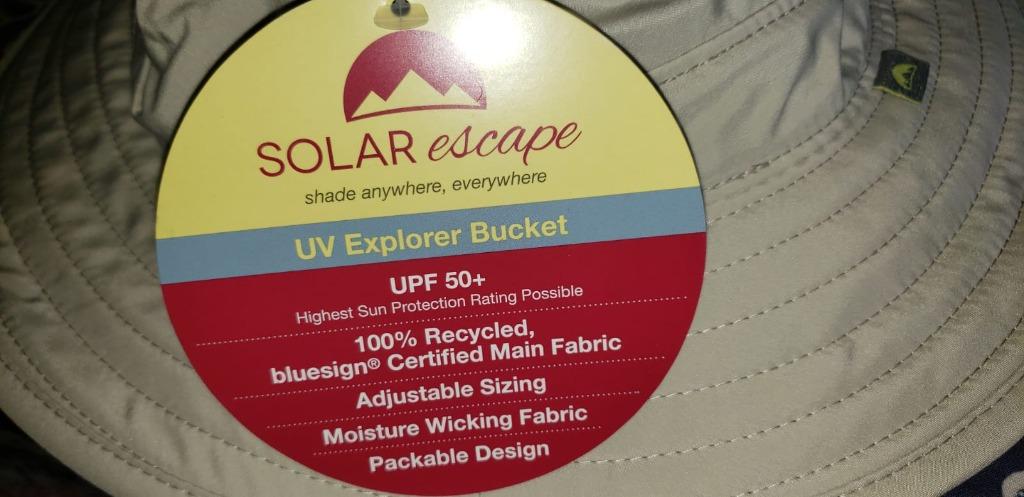 SOLAR escape
shade anywhere, everywhere
UV Explorer Bucket
UPF 50+
Highest Sun Protection Rating Possible
100% Recycled,
bluesign® Certified Main Fabric
Adjustable Sizing
Moisture Wicking Fabric
Packable Design